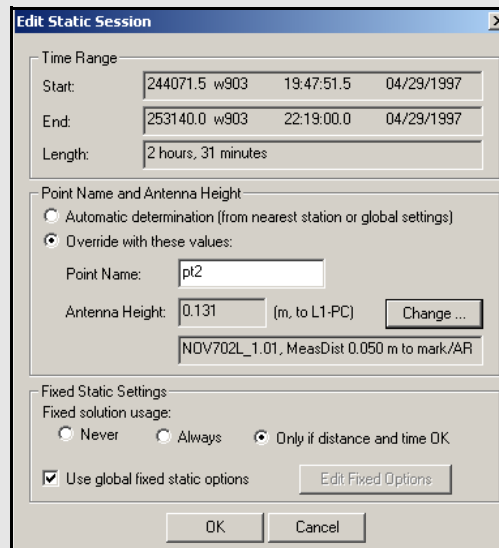 Edit Static Session
Time Range
Start: 244071.5 w903 19:47:51.5 04/29/1997
End: 253140.0 w903 22:19:00.0 04/29/1997
Length: 2 hours, 31 minutes
Point Name and Antenna Height
Automatic determination (from nearest station or global settings)
Override with these values:
Point Name: pt2
Antenna Height: 0.131 (m, to L1-PC) Change ...
NOV702L_1.01, MeasDist 0.050 m to mark/AR
Fixed Static Settings
Fixed solution usage:
Never Always Only if distance and time OK
Use global fixed static options Edit Fixed Options
OK Cancel